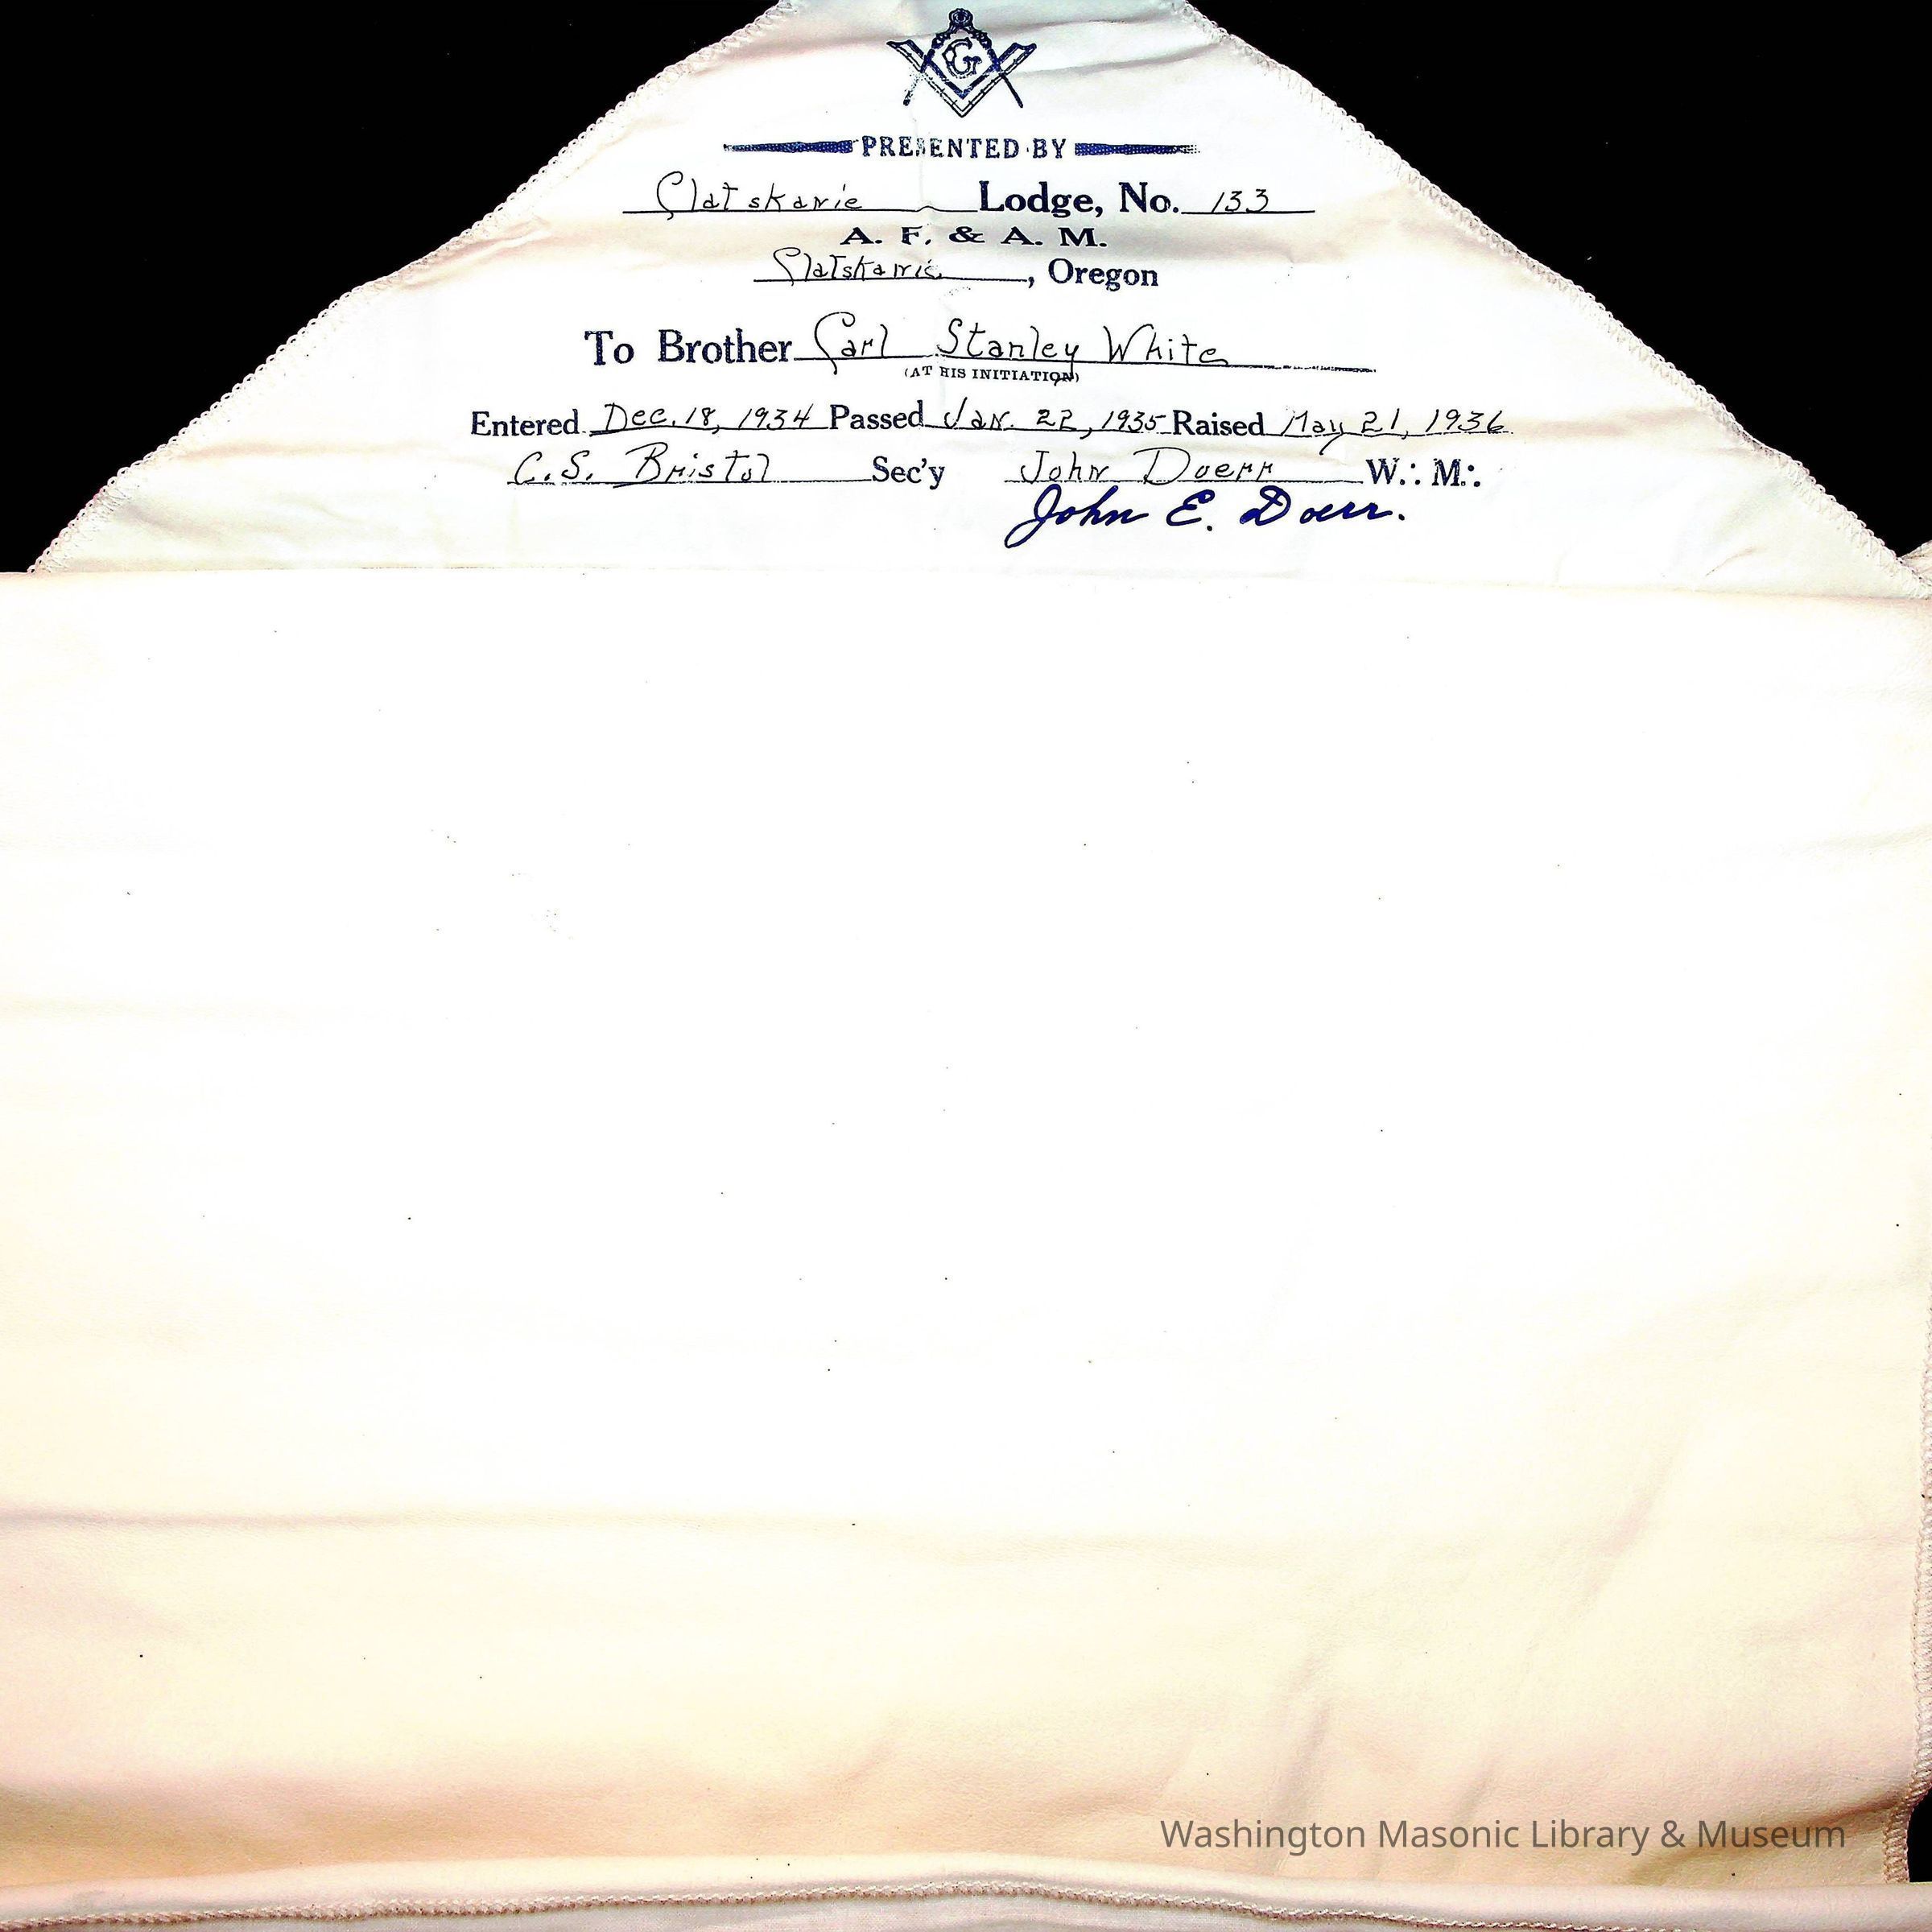 G
PRESENTED BY
Clatskanie Lodge, No. 133
A. F. & A. M.
Clatskanie, Oregon
To Brother Carl Stanley White
(AT HIS INITIATION)
Entered Dec. 18, 1934 Passed Jan. 22, 1935 Raised May 21, 1936
C.S. Bristol Sec'y John Doerr W∴ M∴
John E. Doerr.
Washington Masonic Library & Museum